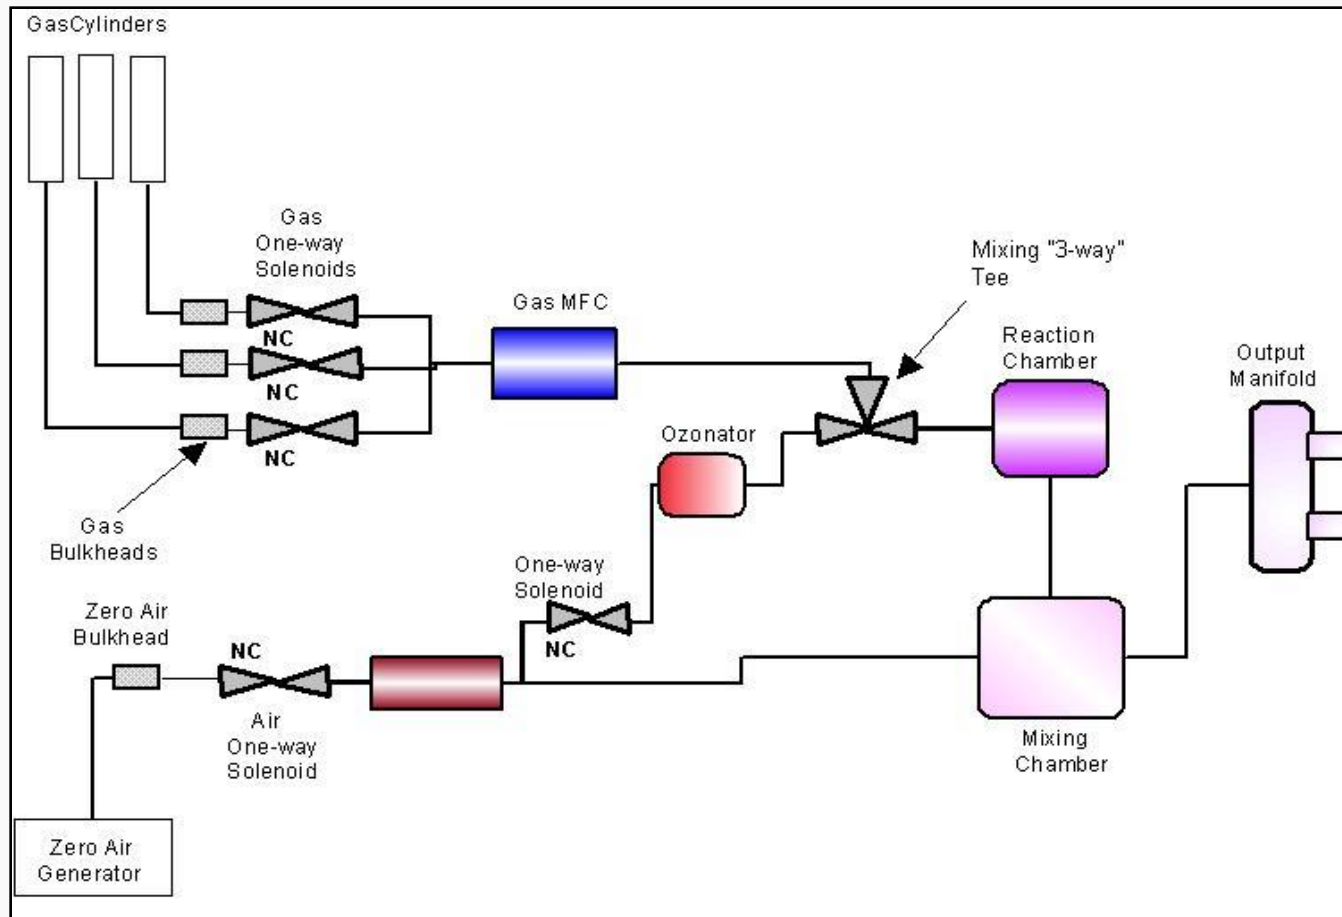 GasCylinders
Gas
One-way
Solenoids
Mixing "3-way"
Tee
Gas MFC
NC
Reaction
Chamber
Output
Manifold
NC
Ozonator
NC
Gas
Bulkheads
One-way
Solenoid
Zero Air
Bulkhead
NC
NC
Air
One-way
Solenoid
Mixing
Chamber
Zero Air
Generator